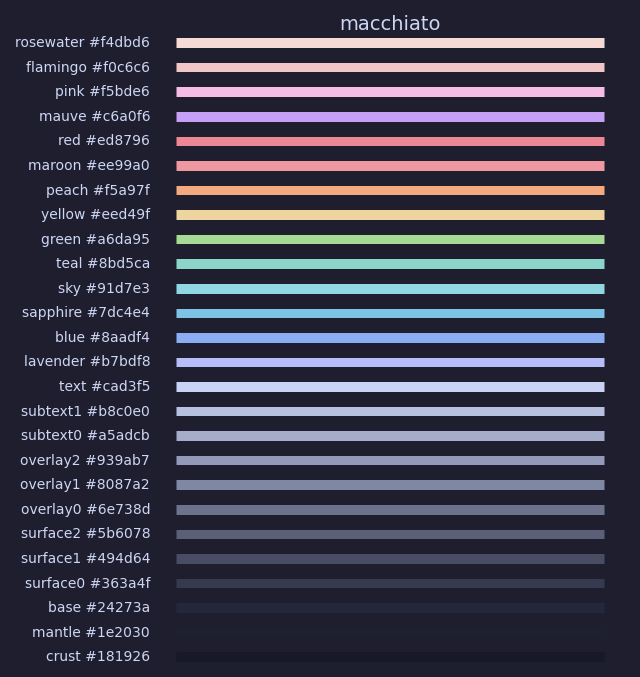 macchiato
rosewater #f4dbd6
flamingo #f0c6c6
pink #f5bde6
mauve #c6a0f6
red #ed8796
maroon #ee99a0
peach #f5a97f
yellow #eed49f
green #a6da95
teal #8bd5ca
sky #91d7e3
sapphire #7dc4e4
blue #8aadf4
lavender #b7bdf8
text #cad3f5
subtext1 #b8c0e0
subtext0 #a5adcb
overlay2 #939ab7
overlay1 #8087a2
overlay0 #6e738d
surface2 #5b6078
surface1 #494d64
surface0 #363a4f
base #24273a
mantle #1e2030
crust #181926